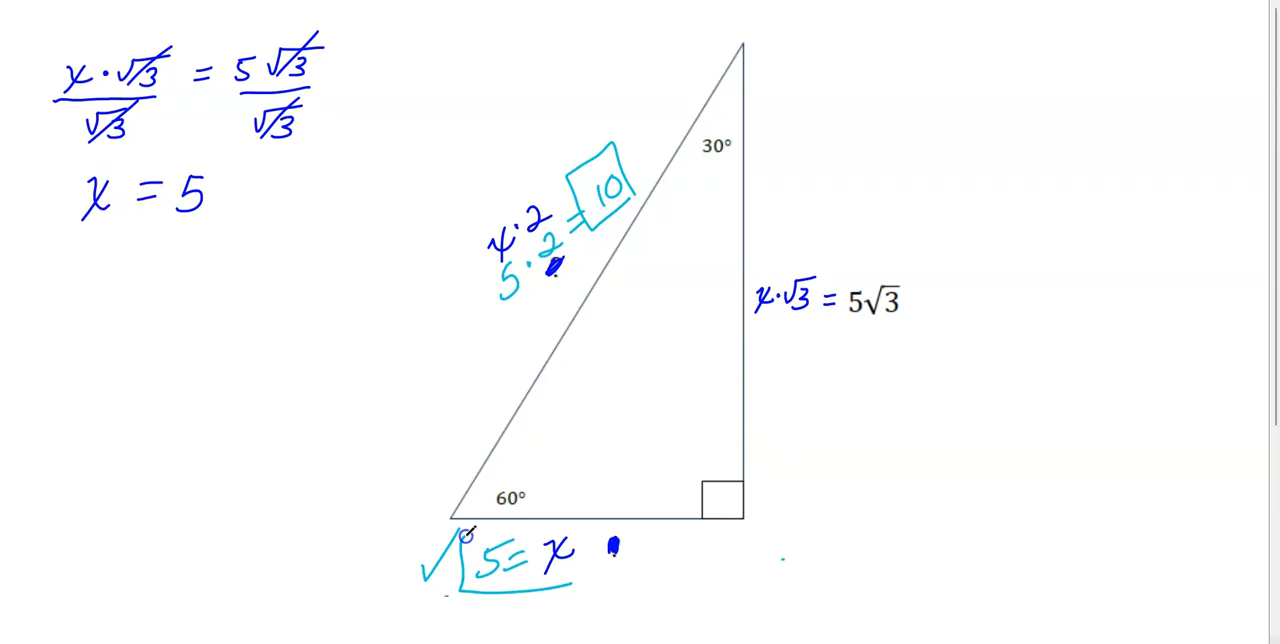 x · √3 = 5 √3
√3 √3
x = 5
30°
x · 2
5 · 2 = 10
x · √3 = 5√3
60°
5 = x